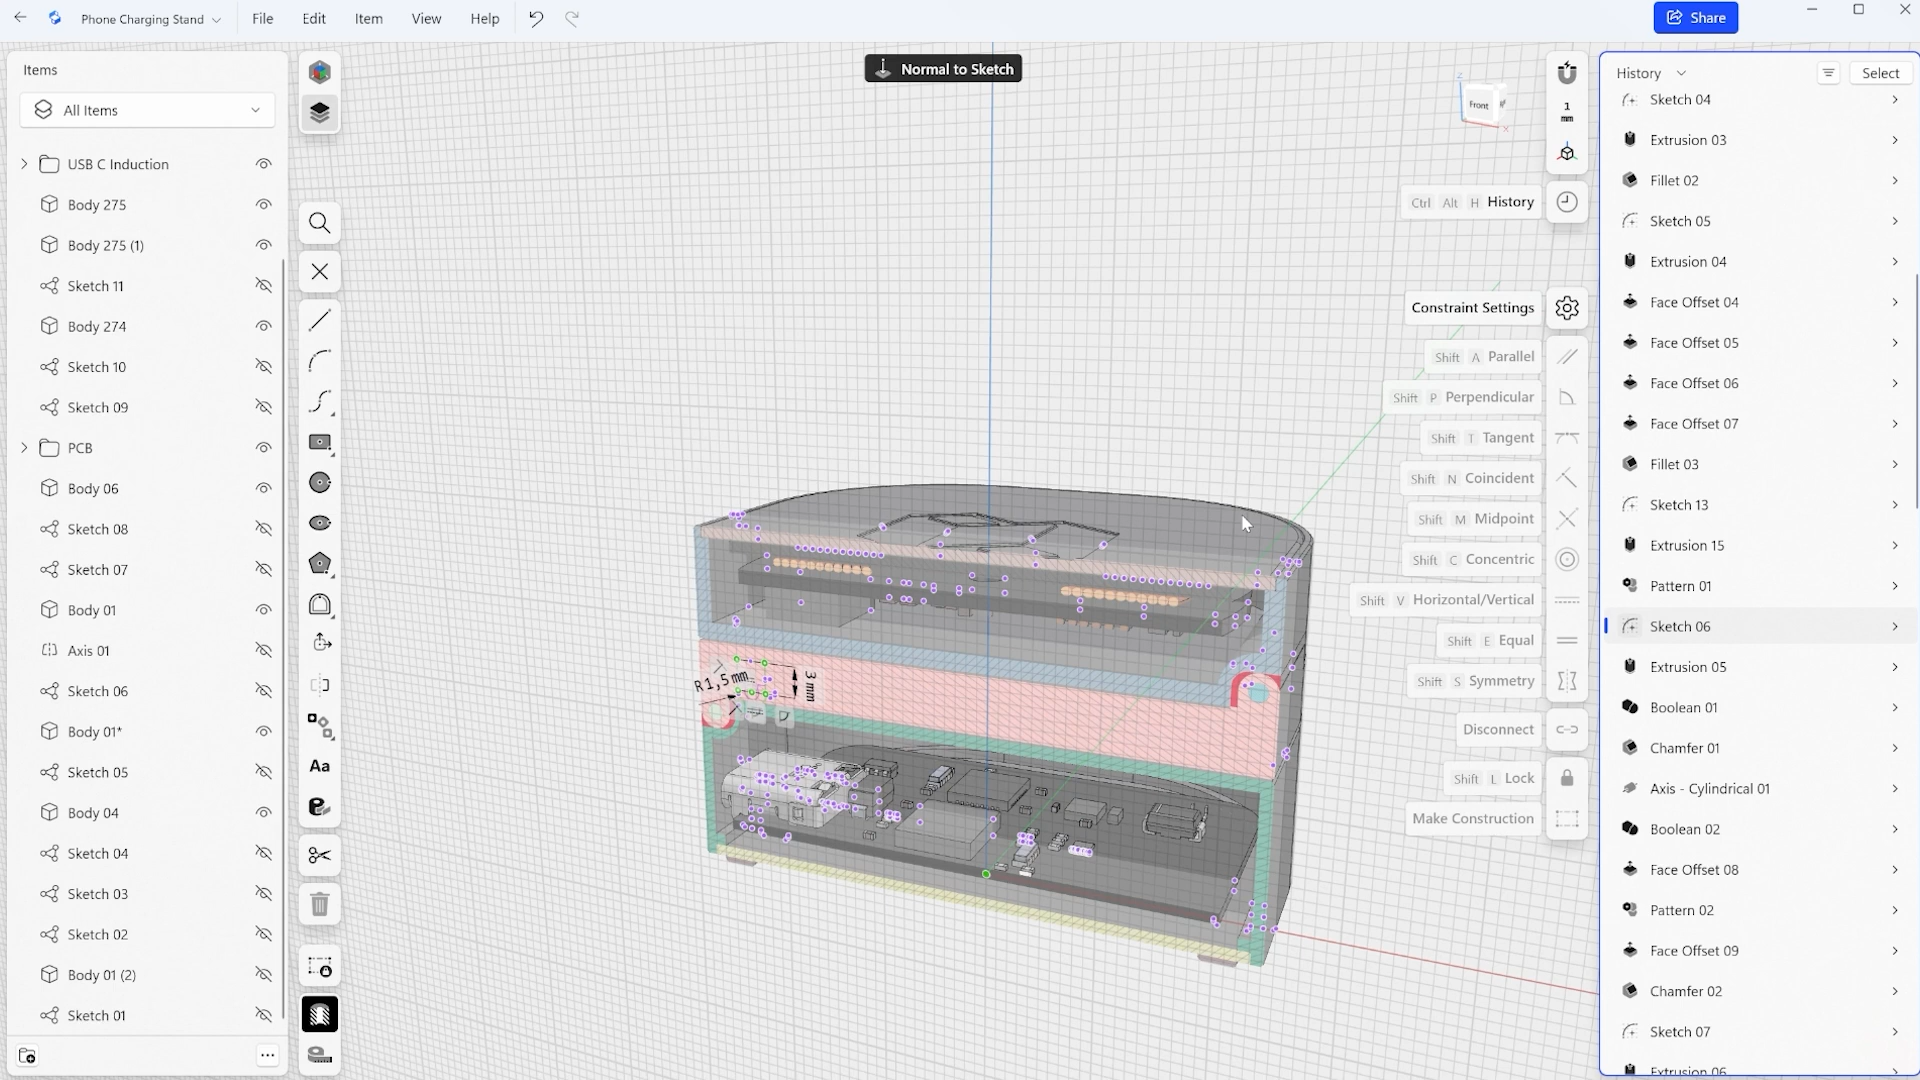 Phone Charging Stand
File
Edit
Item
View
Help
Share
Items
All Items
USB C Induction
Body 275
Body 275 (1)
Sketch 11
Body 274
Sketch 10
Sketch 09
PCB
Body 06
Sketch 08
Sketch 07
Body 01
Axis 01
Sketch 06
Body 01*
Sketch 05
Body 04
Sketch 04
Sketch 03
Sketch 02
Body 01 (2)
Sketch 01
Aa
Normal to Sketch
Z
Front
X
R1,5 mm
3 mm
1
mm
Ctrl Alt H History
Constraint Settings
Shift A Parallel
Shift P Perpendicular
Shift T Tangent
Shift N Coincident
Shift M Midpoint
Shift C Concentric
Shift V Horizontal/Vertical
Shift E Equal
Shift S Symmetry
Disconnect
Shift L Lock
Make Construction
History
Select
Sketch 04
Extrusion 03
Fillet 02
Sketch 05
Extrusion 04
Face Offset 04
Face Offset 05
Face Offset 06
Face Offset 07
Fillet 03
Sketch 13
Extrusion 15
Pattern 01
Sketch 06
Extrusion 05
Boolean 01
Chamfer 01
Axis - Cylindrical 01
Boolean 02
Face Offset 08
Pattern 02
Face Offset 09
Chamfer 02
Sketch 07
Extrusion 06